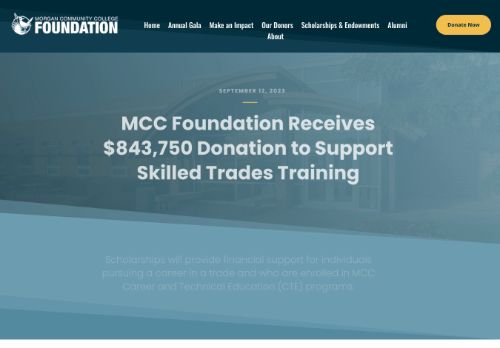 MORGAN COMMUNITY COLLEGE
FOUNDATION
Home Annual Gala Make an Impact Our Donors Scholarships & Endowments Alumni
About
Donate Now
SEPTEMBER 12, 2023
MCC Foundation Receives
$843,750 Donation to Support
Skilled Trades Training
Scholarships will provide financial support for individuals
pursuing a career in a trade and who are enrolled in MCC
Career and Technical Education (CTE) programs.